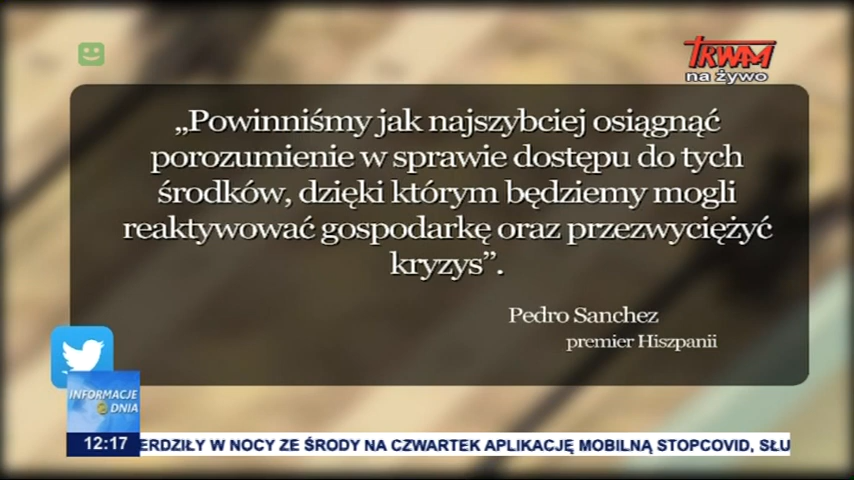 TRWAM
na żywo
„Powinniśmy jak najszybciej osiągnąć
porozumienie w sprawie dostępu do tych
środków, dzięki którym będziemy mogli
reaktywować gospodarkę oraz przezwyciężyć
kryzys”.
Pedro Sanchez
premier Hiszpanii
INFORMACJE
DNIA
12:17 ERDZIŁY W NOCY ZE ŚRODY NA CZWARTEK APLIKACJĘ MOBILNĄ STOPCOVID, SŁU